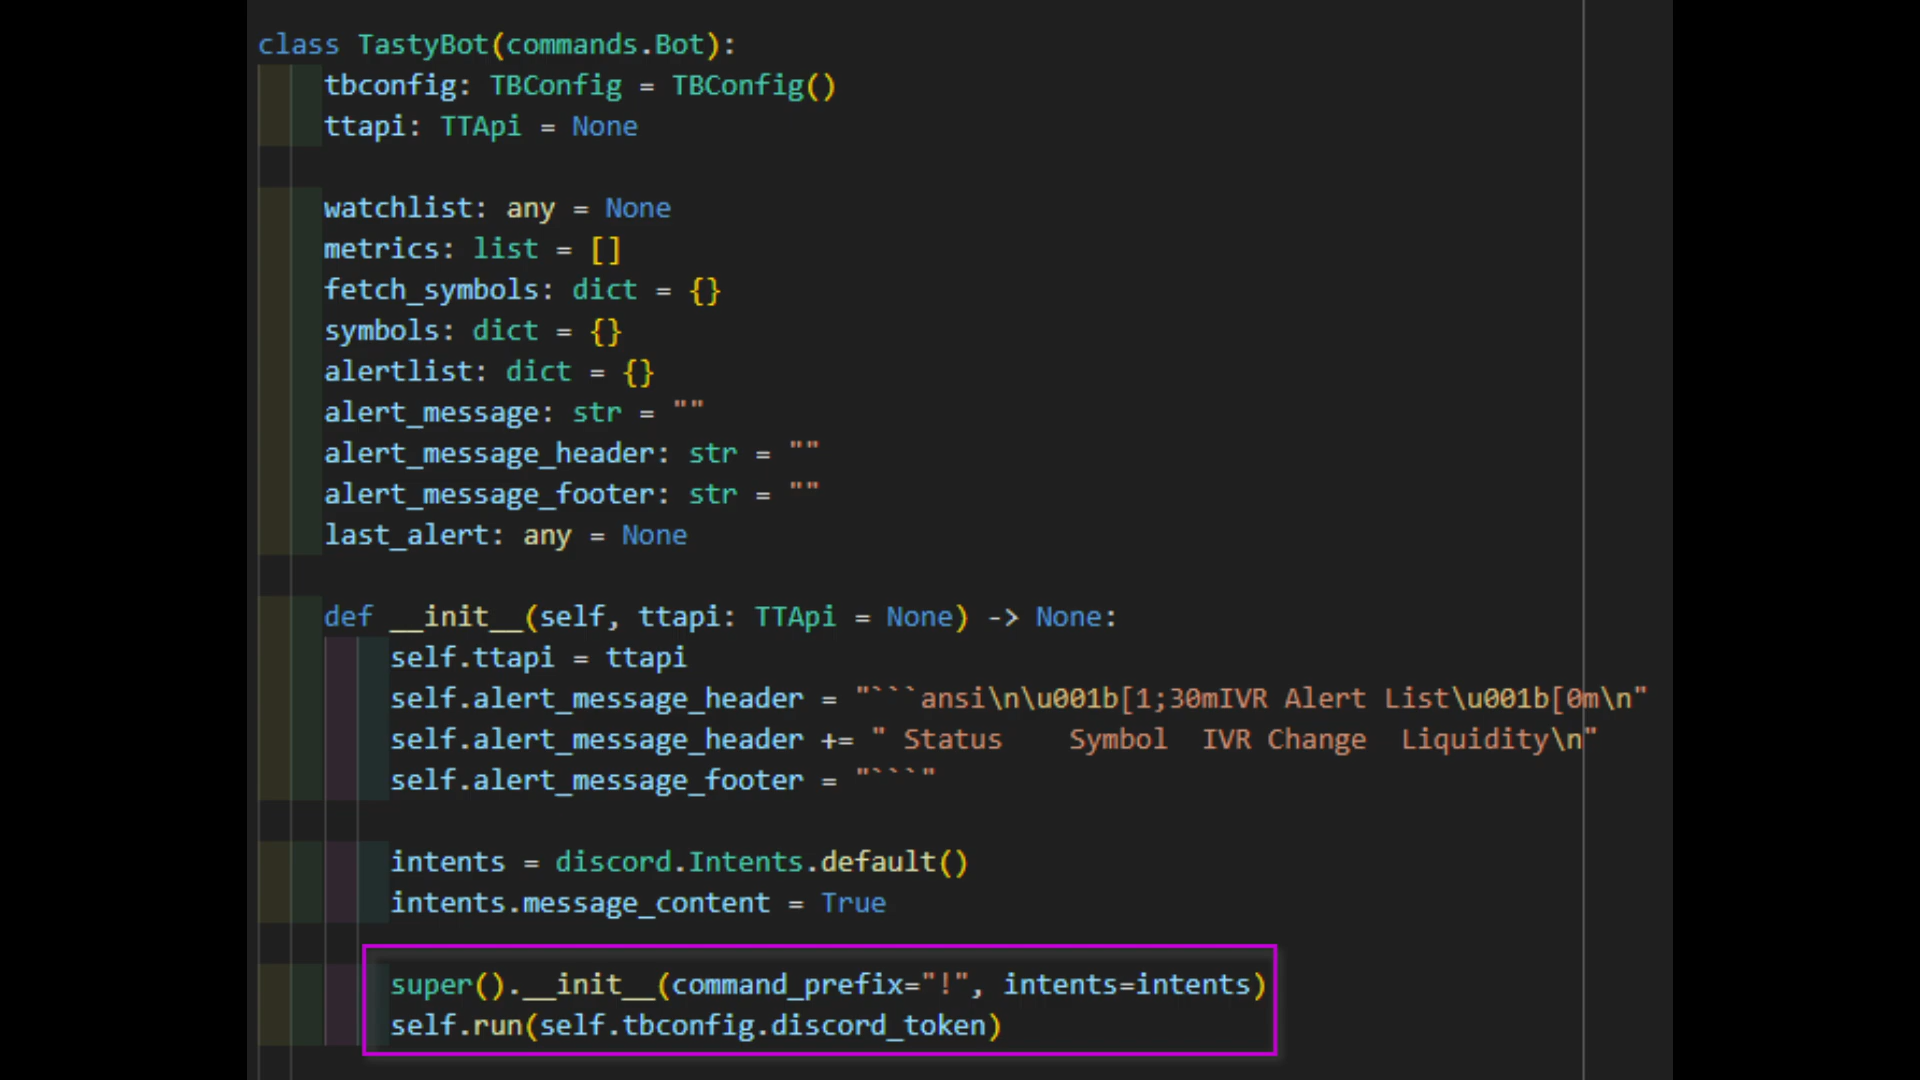 class TastyBot(commands.Bot):
tbconfig: TBConfig = TBConfig()
ttapi: TTApi = None
watchlist: any = None
metrics: list = []
fetch_symbols: dict = {}
symbols: dict = {}
alertlist: dict = {}
alert_message: str = ""
alert_message_header: str = ""
alert_message_footer: str = ""
last_alert: any = None
def __init__(self, ttapi: TTApi = None) -> None:
self.ttapi = ttapi
self.alert_message_header = "```ansi\n\u001b[1;30mIVR Alert List\u001b[0m\n"
self.alert_message_header += " Status    Symbol  IVR Change  Liquidity\n"
self.alert_message_footer = "```"
intents = discord.Intents.default()
intents.message_content = True
super().__init__(command_prefix="!", intents=intents)
self.run(self.tbconfig.discord_token)